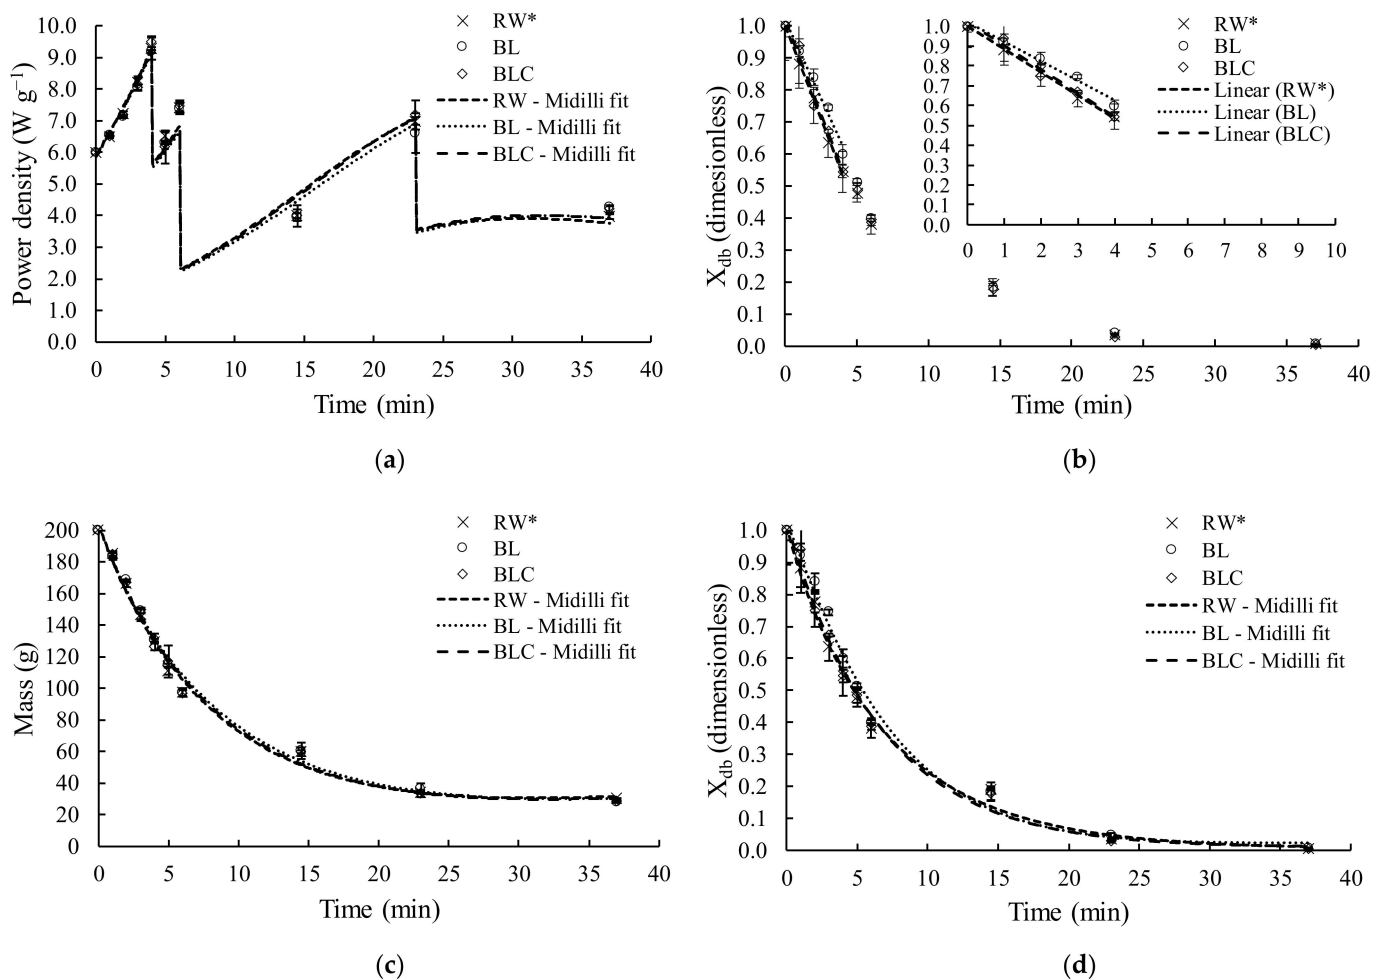 10.0
9.0
8.0
7.0
6.0
5.0
4.0
3.0
2.0
1.0
0.0
Power density (W g⁻¹)
0 5 10 15 20 25 30 35 40
Time (min)
RW*
BL
BLC
RW - Midilli fit
BL - Midilli fit
BLC - Midilli fit
(a)
1.0
0.9
0.8
0.7
0.6
0.5
0.4
0.3
0.2
0.1
0.0
X_db (dimesionless)
0 5 10 15 20 25 30 35 40
Time (min)
1.0
0.9
0.8
0.7
0.6
0.5
0.4
0.3
0.2
0.1
0.0
0 1 2 3 4 5 6 7 8 9 10
RW*
BL
BLC
Linear (RW*)
Linear (BL)
Linear (BLC)
(b)
200
180
160
140
120
100
80
60
40
20
0
Mass (g)
0 5 10 15 20 25 30 35 40
Time (min)
RW*
BL
BLC
RW - Midilli fit
BL - Midilli fit
BLC - Midilli fit
(c)
1.0
0.9
0.8
0.7
0.6
0.5
0.4
0.3
0.2
0.1
0.0
X_db (dimensionless)
0 5 10 15 20 25 30 35 40
Time (min)
RW*
BL
BLC
RW - Midilli fit
BL - Midilli fit
BLC - Midilli fit
(d)